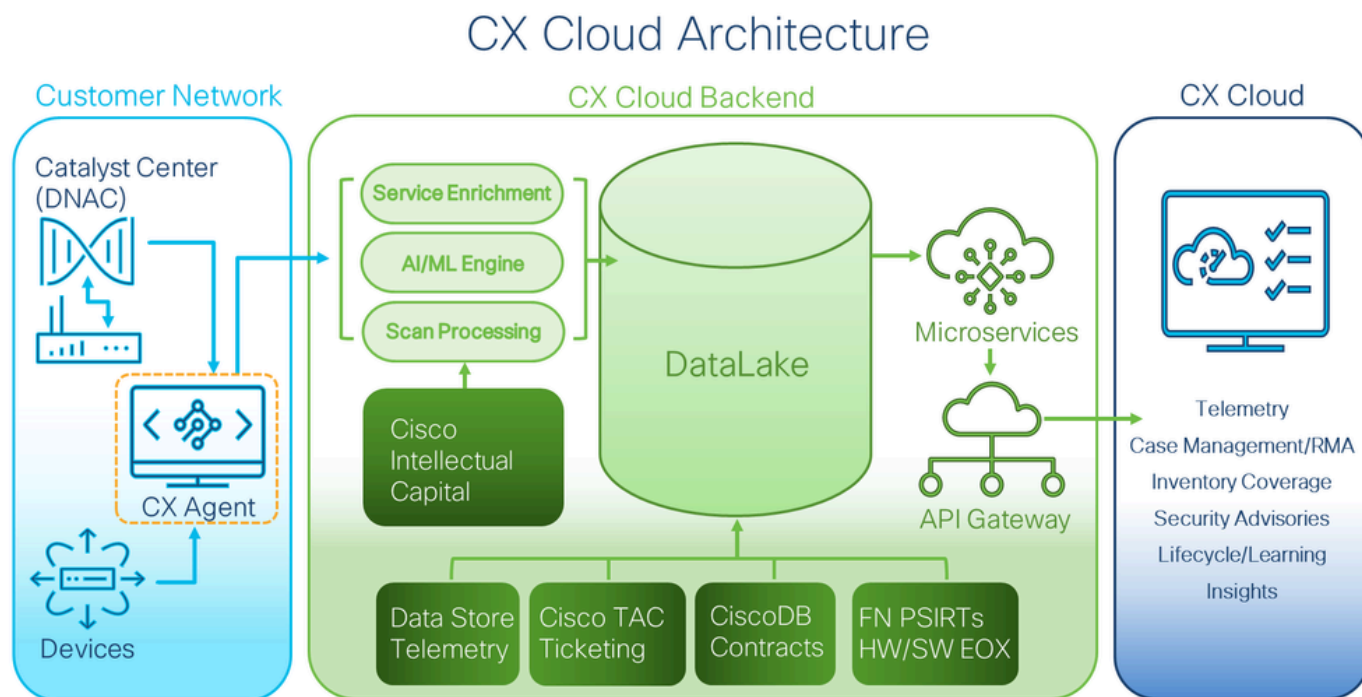 CX Cloud Architecture
Customer Network
Catalyst Center
(DNAC)
CX Agent
Devices
CX Cloud Backend
Service Enrichment
AI/ML Engine
Scan Processing
Cisco
Intellectual
Capital
DataLake
Microservices
API Gateway
Data Store
Telemetry
Cisco TAC
Ticketing
CiscoDB
Contracts
FN PSIRTs
HW/SW EOX
CX Cloud
Telemetry
Case Management/RMA
Inventory Coverage
Security Advisories
Lifecycle/Learning
Insights